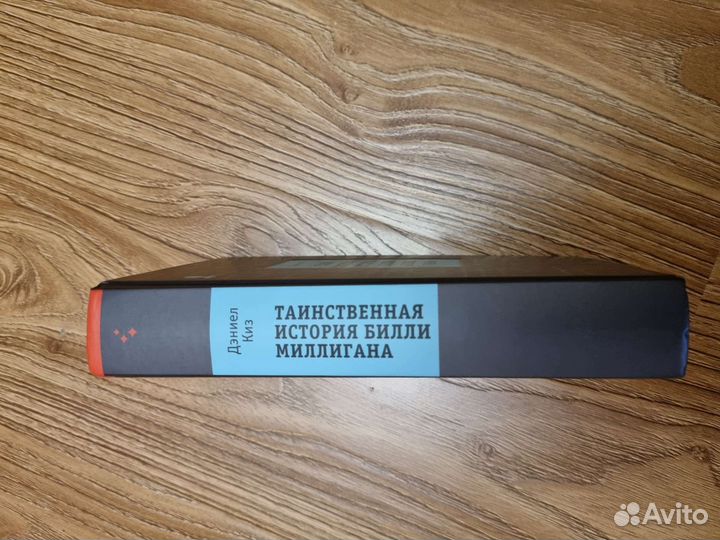 Дэниел
Киз
ТАИНСТВЕННАЯ
ИСТОРИЯ БИЛЛИ
МИЛЛИГАНА
Avito